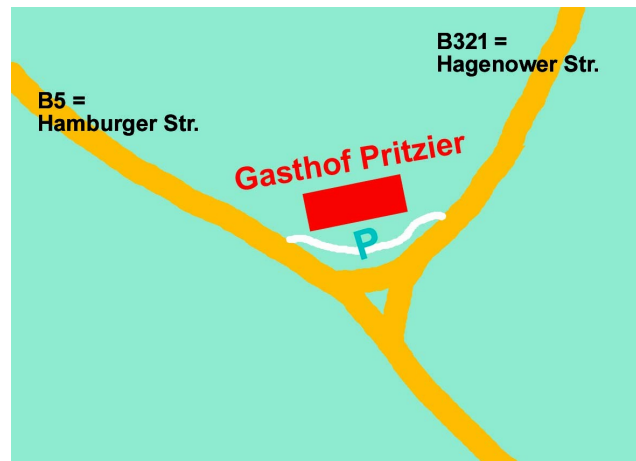 B321 =
Hagenower Str.
B5 =
Hamburger Str.
Gasthof Pritzier
P